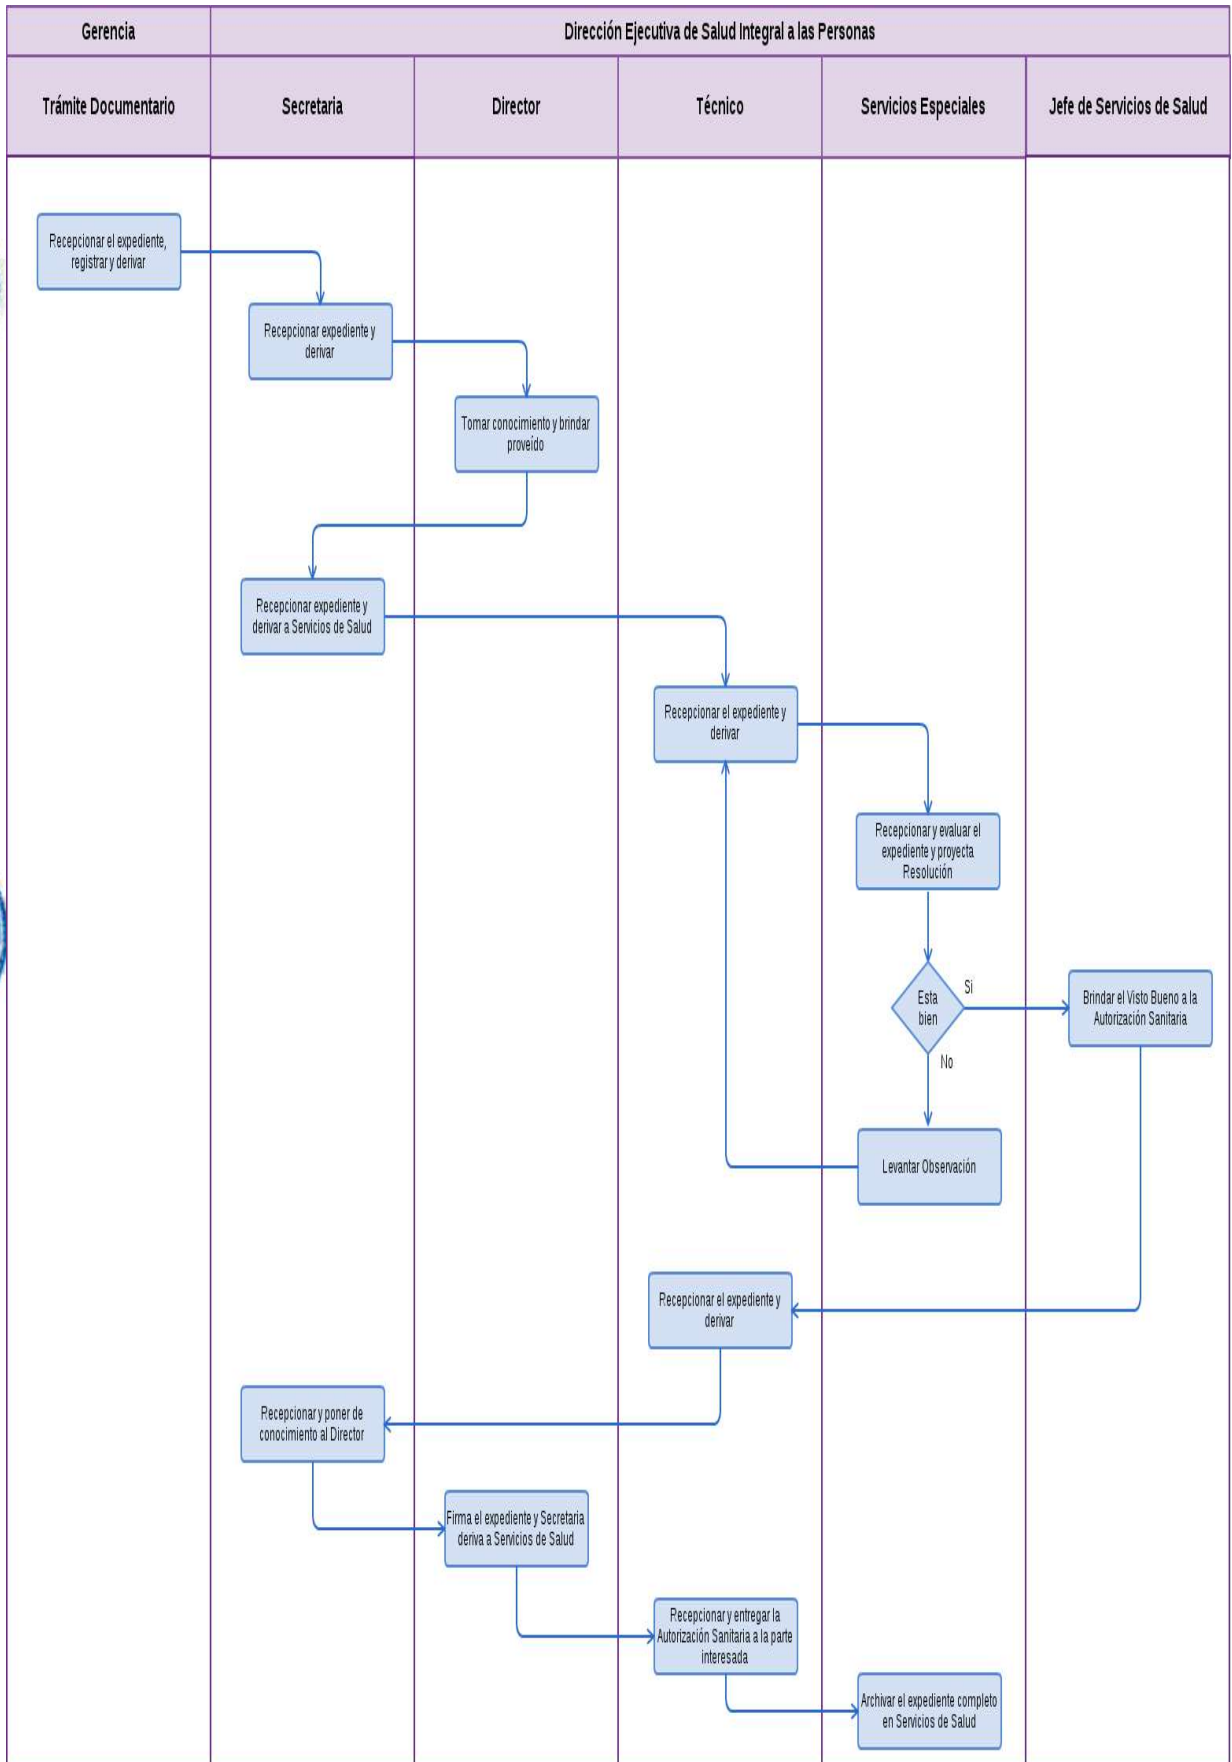 Gerencia
Dirección Ejecutiva de Salud Integral a las Personas
Trámite Documentario
Secretaria
Director
Técnico
Servicios Especiales
Jefe de Servicios de Salud
Recepcionar el expediente,
registrar y derivar
Recepcionar expediente y
derivar
Tomar conocimiento y brindar
proveído
Recepcionar expediente y
derivar a Servicios de Salud
Recepcionar el expediente y
derivar
Recepcionar y evaluar el
expediente y proyecta
Resolución
Esta
bien
Si
No
Brindar el Visto Bueno a la
Autorización Sanitaria
Levantar Observación
Recepcionar el expediente y
derivar
Recepcionar y poner de
conocimiento al Director
Firma el expediente y Secretaria
deriva a Servicios de Salud
Recepcionar y entregar la
Autorización Sanitaria a la parte
interesada
Archivar el expediente completo
en Servicios de Salud